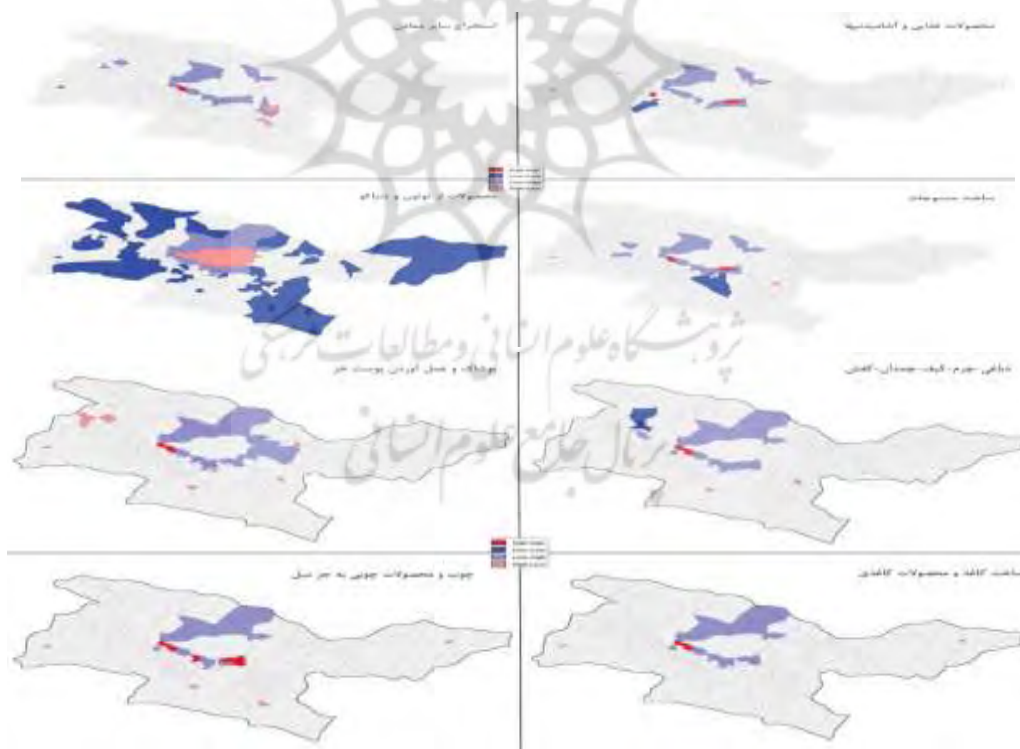 محصولات غذایی و آشامیدنیها
استخراج سایر معادن
ساخت منسوجات
محصولات از توتون و تنباکو
دباغی -چرم-کیف-چمدان-کفش
پوشاک و عمل آوردن پوست خز
ساخت کاغذ و محصولات کاغذی
چوب و محصولات چوبی به جز مبل
پژوهشگاه علوم انسانی و مطالعات فرهنگی
پرتال جامع علوم انسانی